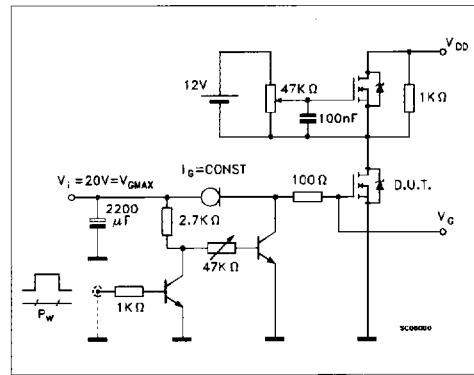 V_DD
12V
47KΩ
1KΩ
100nF
I_G=CONST
V_i=20V=V_GMAX
100Ω
D.U.T.
2200
μF
2.7KΩ
V_G
47KΩ
1KΩ
P_W
SC06000